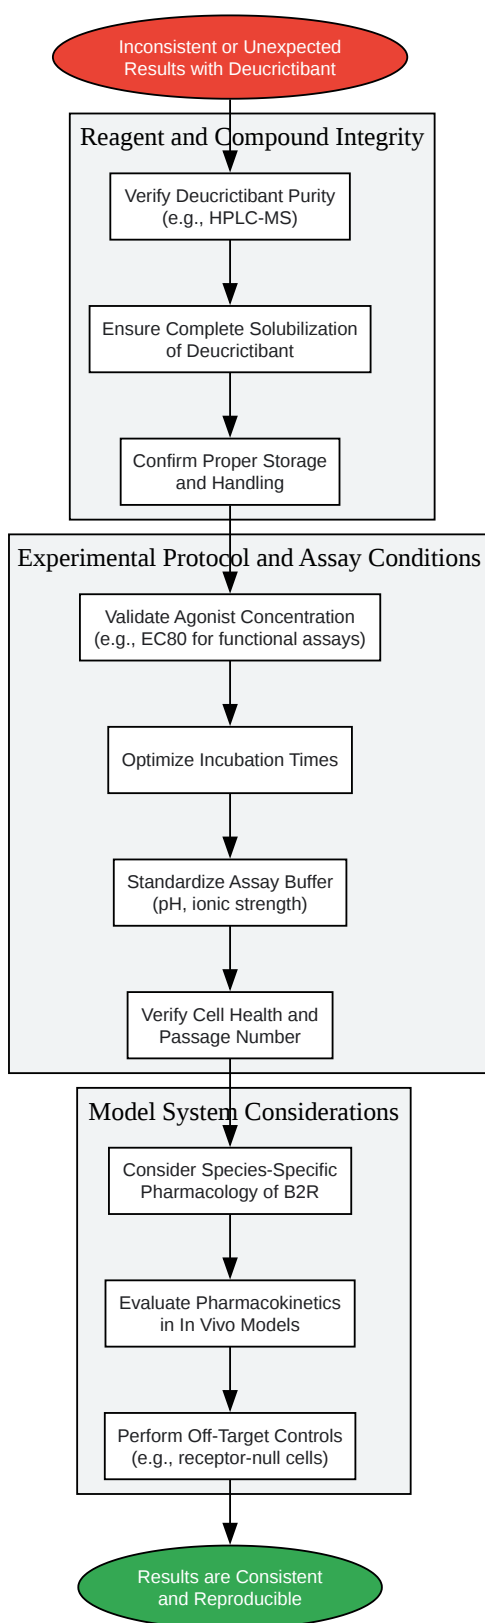 Inconsistent or Unexpected
Results with Deucrictibant
Reagent and Compound Integrity
Verify Deucrictibant Purity
(e.g., HPLC-MS)
Ensure Complete Solubilization
of Deucrictibant
Confirm Proper Storage
and Handling
Experimental Protocol and Assay Conditions
Validate Agonist Concentration
(e.g., EC80 for functional assays)
Optimize Incubation Times
Standardize Assay Buffer
(pH, ionic strength)
Verify Cell Health and
Passage Number
Model System Considerations
Consider Species-Specific
Pharmacology of B2R
Evaluate Pharmacokinetics
in In Vivo Models
Perform Off-Target Controls
(e.g., receptor-null cells)
Results are Consistent
and Reproducible